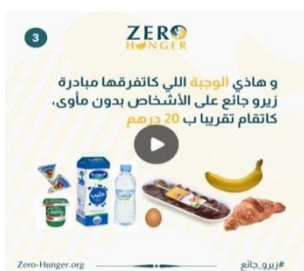 3
ZERO
HUNGER
و هاذي الوجبة اللي كاتفرقها مبادرة
زيرو جائع على الأشخاص بدون مأوى،
كاتقام تقريبا ب 20 درهم
حليب
Zero-Hunger.org
#زيرو_جائع